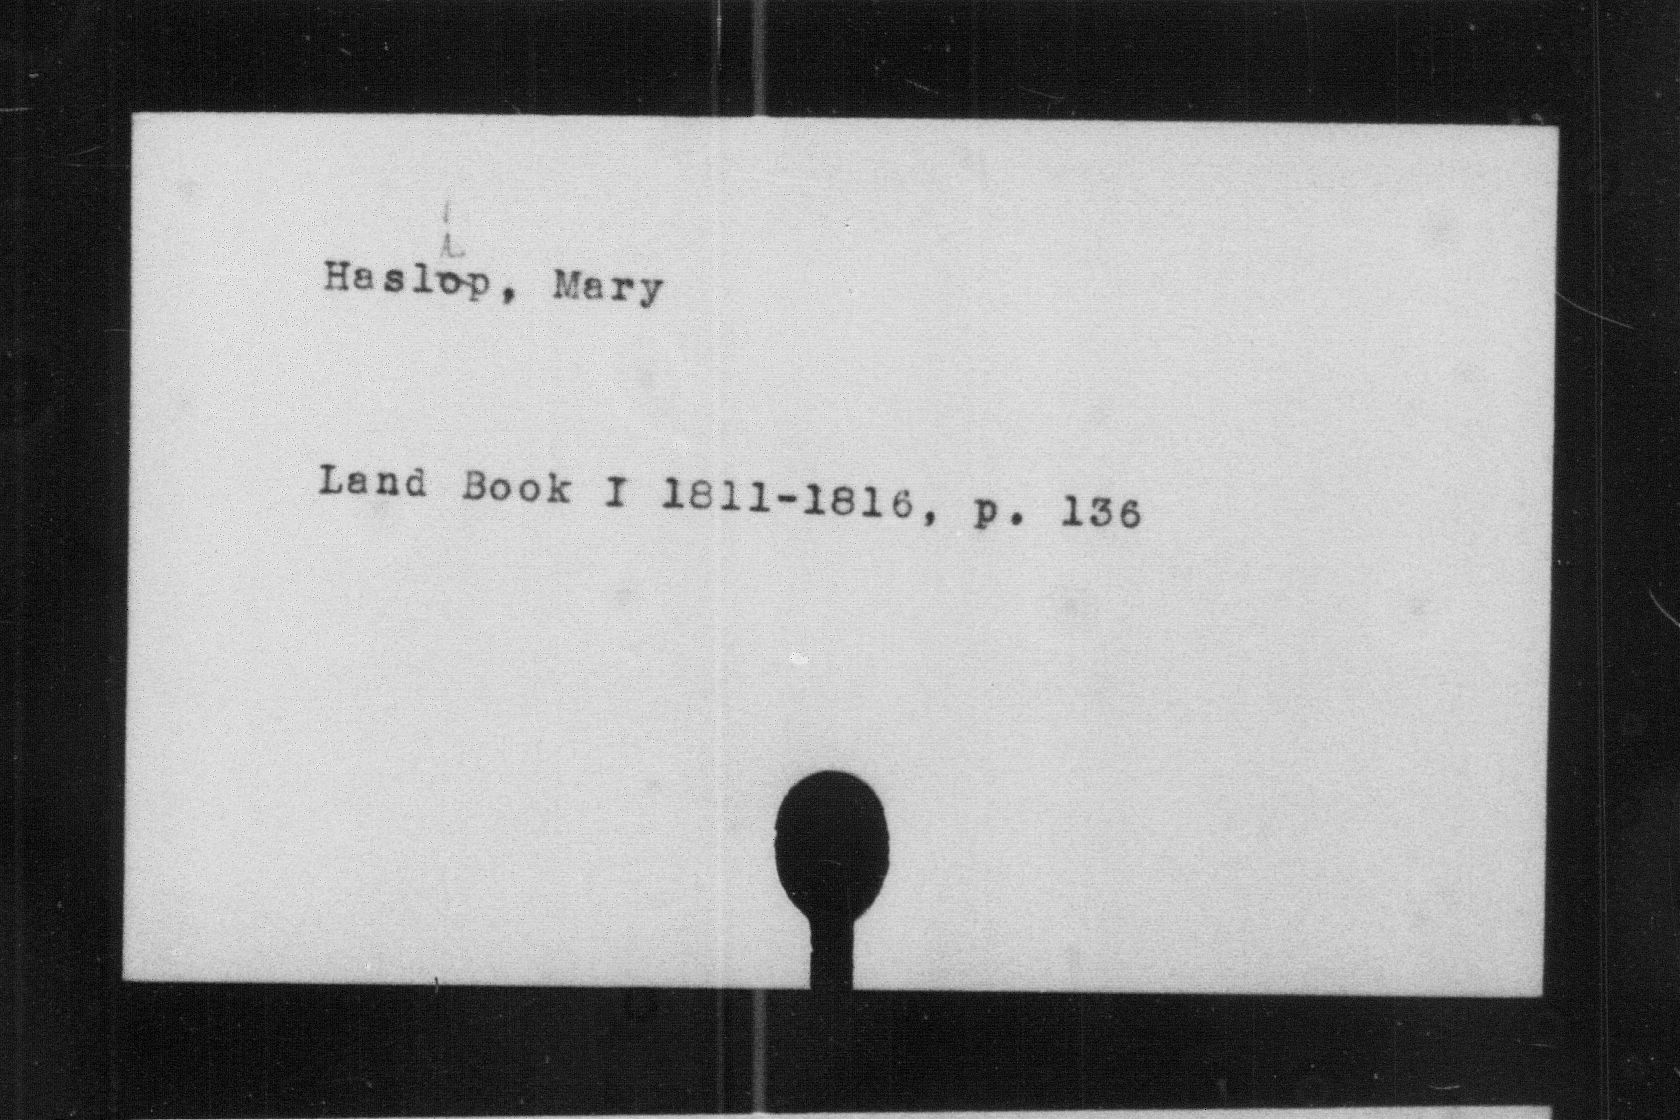 Haslop, Mary
Land Book I 1811-1816, p. 136